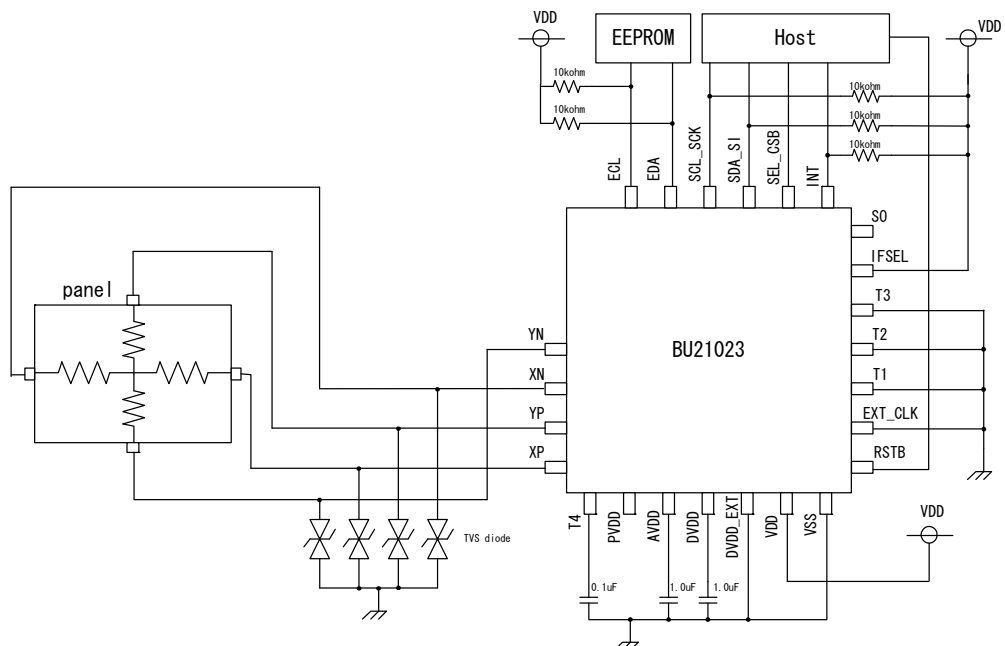 VDD
EEPROM
Host
VDD
10kohm
10kohm
10kohm
10kohm
10kohm
ECL
EDA
SCL_SCK
SDA_SI
SEL_CSB
INT
SO
IFSEL
T3
T2
T1
EXT_CLK
RSTB
panel
BU21023
YN
XN
YP
XP
T4
PVDD
AVDD
DVDD
DVDD_EXT
VDD
VSS
VDD
TVS diode
0.1uF
1.0uF
1.0uF